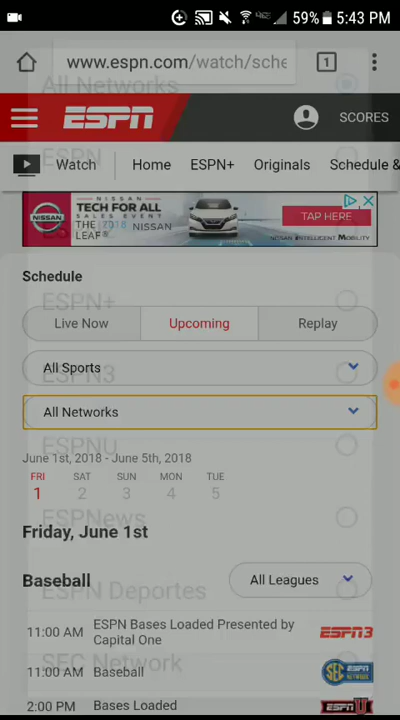 59% 5:43 PM
www.espn.com/watch/sche 1
All Networks
ESPN SCORES
ESPN
Watch Home ESPN+ Originals Schedule &
NISSAN TECH FOR ALL
SALES EVENT
THE 2018 NISSAN
LEAF
TAP HERE
NISSAN INTELLIGENT MOBILITY
Schedule
ESPN+
Live Now Upcoming Replay
All Sports
ESPN3
All Networks
ESPNU
June 1st, 2018 - June 5th, 2018
FRI SAT SUN MON TUE
1 2 3 4 5
ESPNews
Friday, June 1st
Baseball All Leagues
ESPN Deportes
11:00 AM ESPN Bases Loaded Presented by
Capital One ESPN3
SEC Network
11:00 AM Baseball SEC ESPN NETWORK
2:00 PM Bases Loaded ESPNU